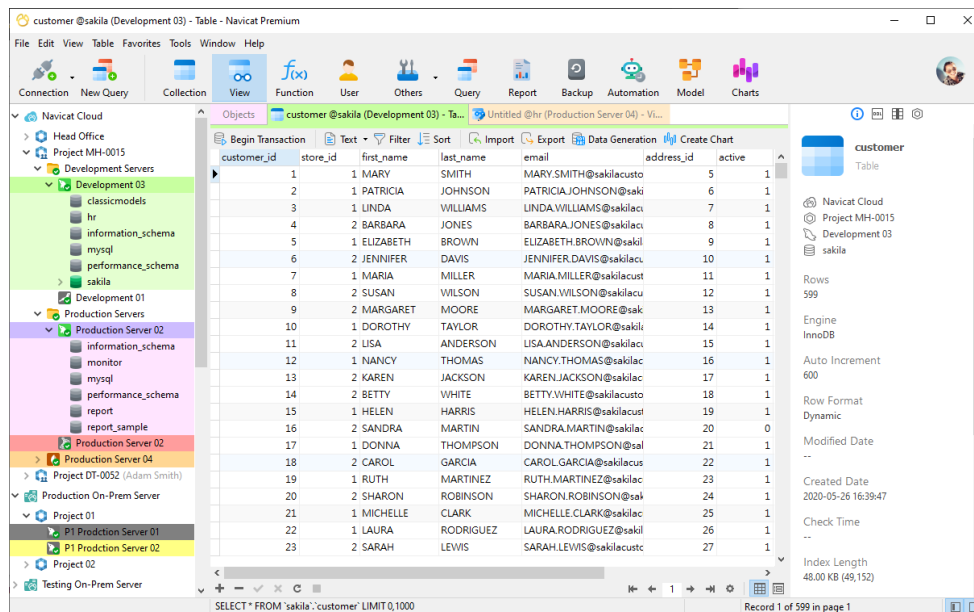 customer @sakila (Development 03) - Table - Navicat Premium
File Edit View Table Favorites Tools Window Help
Connection New Query Collection View Function User Others Query Report Backup Automation Model Charts
Navicat Cloud
Head Office
Project MH-0015
Development Servers
Development 03
classicmodels
hr
information_schema
mysql
performance_schema
sakila
Development 01
Production Servers
Production Server 02
information_schema
monitor
mysql
performance_schema
report
report_sample
Production Server 02
Production Server 04
Project DT-0052 (Adam Smith)
Production On-Prem Server
Project 01
P1 Prodction Server 01
P1 Prodction Server 02
Project 02
Testing On-Prem Server
Objects customer @sakila (Development 03) - Ta... Untitled @hr (Production Server 04) - Vi...
Begin Transaction Text Filter Sort Import Export Data Generation Create Chart
customer_id store_id first_name last_name email address_id active
1 1 MARY SMITH MARY.SMITH@sakilacusto 5 1
2 1 PATRICIA JOHNSON PATRICIA.JOHNSON@saki 6 1
3 1 LINDA WILLIAMS LINDA.WILLIAMS@sakilacu 7 1
4 2 BARBARA JONES BARBARA.JONES@sakilacu 8 1
5 1 ELIZABETH BROWN ELIZABETH.BROWN@sakil 9 1
6 2 JENNIFER DAVIS JENNIFER.DAVIS@sakilacu 10 1
7 1 MARIA MILLER MARIA.MILLER@sakilacust 11 1
8 2 SUSAN WILSON SUSAN.WILSON@sakilacu 12 1
9 2 MARGARET MOORE MARGARET.MOORE@sak 13 1
10 1 DOROTHY TAYLOR DOROTHY.TAYLOR@sakila 14 1
11 2 LISA ANDERSON LISA.ANDERSON@sakilacu 15 1
12 1 NANCY THOMAS NANCY.THOMAS@sakilac 16 1
13 2 KAREN JACKSON KAREN.JACKSON@sakilac 17 1
14 2 BETTY WHITE BETTY.WHITE@sakilacusto 18 1
15 1 HELEN HARRIS HELEN.HARRIS@sakilacust 19 1
16 2 SANDRA MARTIN SANDRA.MARTIN@sakilac 20 0
17 1 DONNA THOMPSON DONNA.THOMPSON@sal 21 1
18 2 CAROL GARCIA CAROL.GARCIA@sakilacus 22 1
19 1 RUTH MARTINEZ RUTH.MARTINEZ@sakilac 23 1
20 2 SHARON ROBINSON SHARON.ROBINSON@sak 24 1
21 1 MICHELLE CLARK MICHELLE.CLARK@sakilac 25 1
22 1 LAURA RODRIGUEZ LAURA.RODRIGUEZ@sakil 26 1
23 2 SARAH LEWIS SARAH.LEWIS@sakilacusto 27 1
1
SELECT * FROM `sakila`.`customer` LIMIT 0,1000 Record 1 of 599 in page 1
customer
Table
Navicat Cloud
Project MH-0015
Development 03
sakila
Rows
599
Engine
InnoDB
Auto Increment
600
Row Format
Dynamic
Modified Date
--
Created Date
2020-05-26 16:39:47
Check Time
--
Index Length
48.00 KB (49,152)